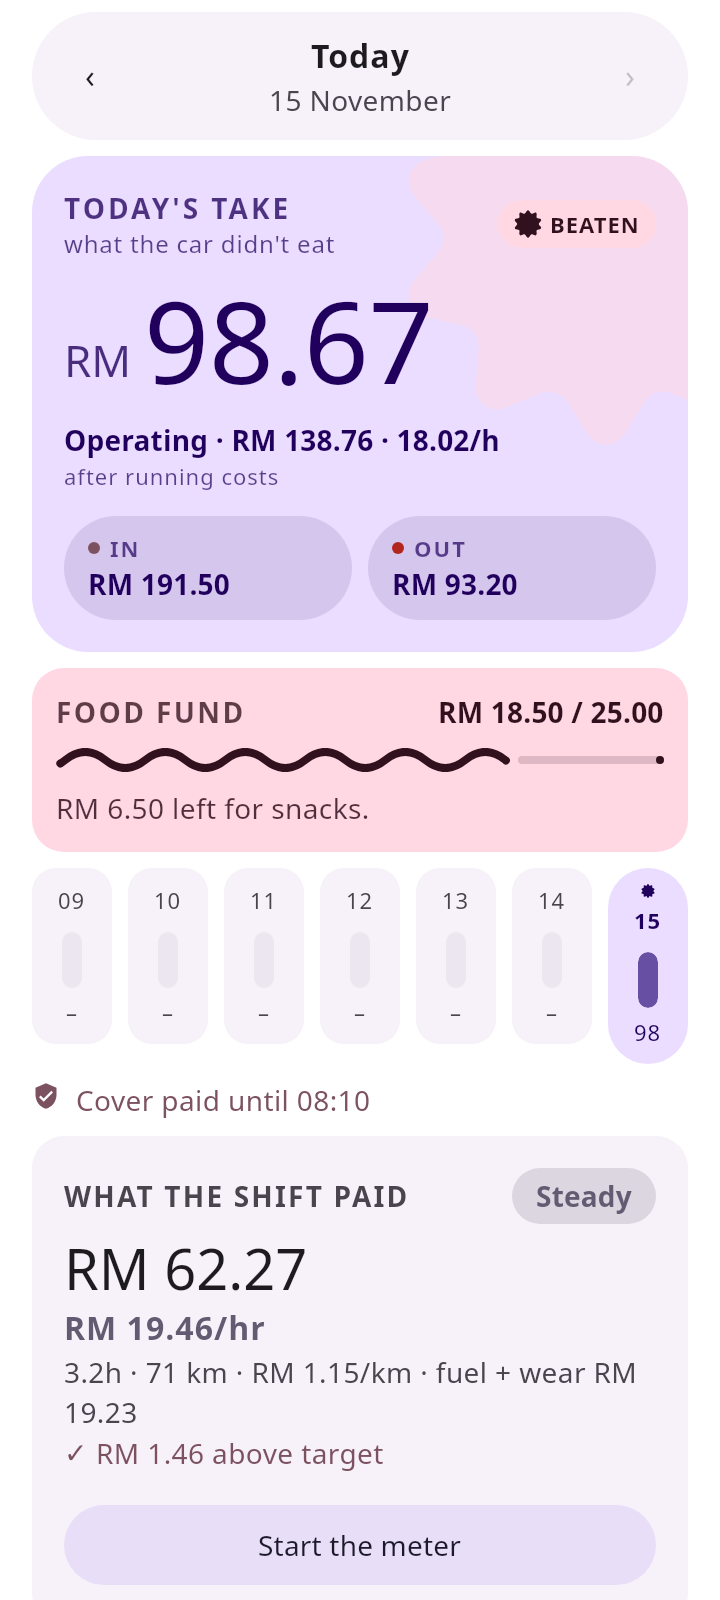 ‹
Today
›
15 November
TODAY'S TAKE
what the car didn't eat
BEATEN
RM 98.67
Operating · RM 138.76 · 18.02/h
after running costs
IN
RM 191.50
OUT
RM 93.20
FOOD FUND
RM 18.50 / 25.00
RM 6.50 left for snacks.
09
–
10
–
11
–
12
–
13
–
14
–
15
98
Cover paid until 08:10
WHAT THE SHIFT PAID
Steady
RM 62.27
RM 19.46/hr
3.2h · 71 km · RM 1.15/km · fuel + wear RM
19.23
✓ RM 1.46 above target
Start the meter